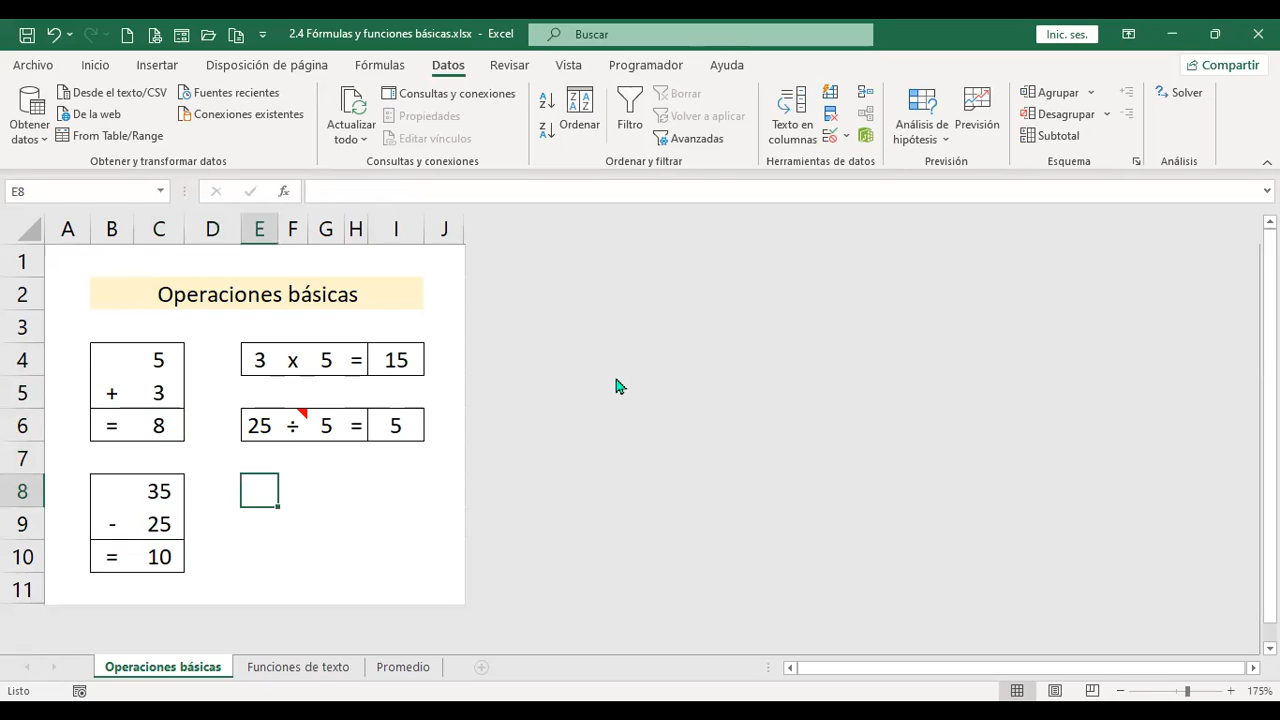 2.4 Fórmulas y funciones básicas.xlsx - Excel
Buscar
Inic. ses.
Archivo Inicio Insertar Disposición de página Fórmulas Datos Revisar Vista Programador Ayuda
Compartir
Obtener datos
Desde el texto/CSV
De la web
From Table/Range
Fuentes recientes
Conexiones existentes
Obtener y transformar datos
Actualizar todo
Consultas y conexiones
Propiedades
Editar vínculos
Consultas y conexiones
Ordenar
Filtro
Borrar
Volver a aplicar
Avanzadas
Ordenar y filtrar
Texto en columnas
Herramientas de datos
Análisis de hipótesis
Previsión
Previsión
Agrupar
Desagrupar
Subtotal
Esquema
Solver
Análisis
E8
fx
A B C D E F G H I J
1
2 Operaciones básicas
3
4 5 3 x 5 = 15
5 + 3
6 = 8 25 ÷ 5 = 5
7
8 35
9 - 25
10 = 10
11
Operaciones básicas Funciones de texto Promedio
Listo
175%